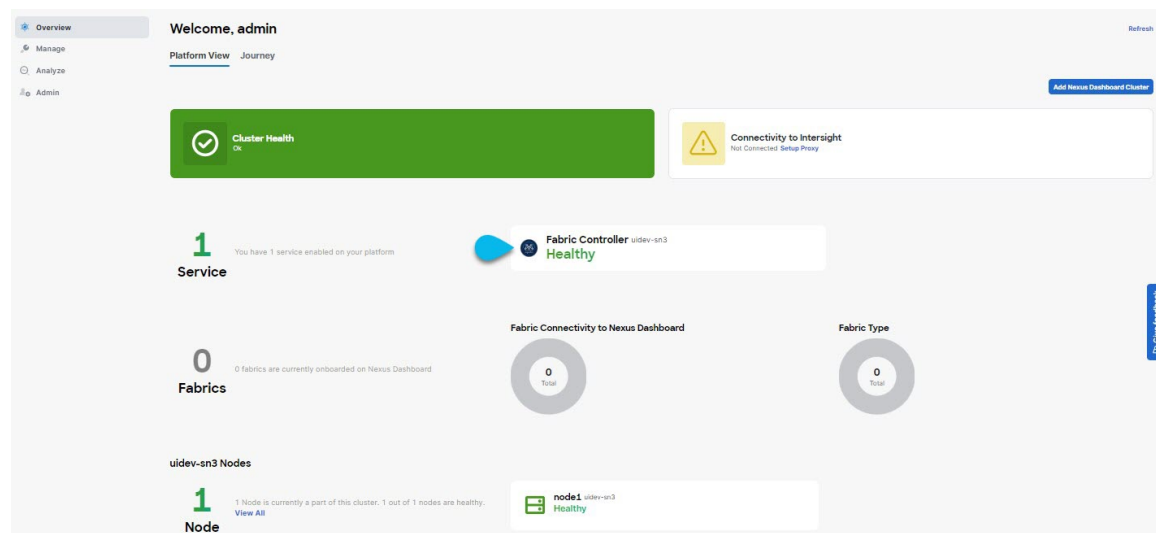 Overview
Manage
Analyze
Admin
Welcome, admin
Refresh
Platform View Journey
Add Nexus Dashboard Cluster
Cluster Health
Ok
Connectivity to Intersight
Not Connected Setup Proxy
1
Service
You have 1 service enabled on your platform
Fabric Controller uidev-sn3
Healthy
0
Fabrics
0 fabrics are currently onboarded on Nexus Dashboard
Fabric Connectivity to Nexus Dashboard
0
Total
Fabric Type
0
Total
uidev-sn3 Nodes
1
Node
1 Node is currently a part of this cluster. 1 out of 1 nodes are healthy.
View All
node1 uidev-sn3
Healthy